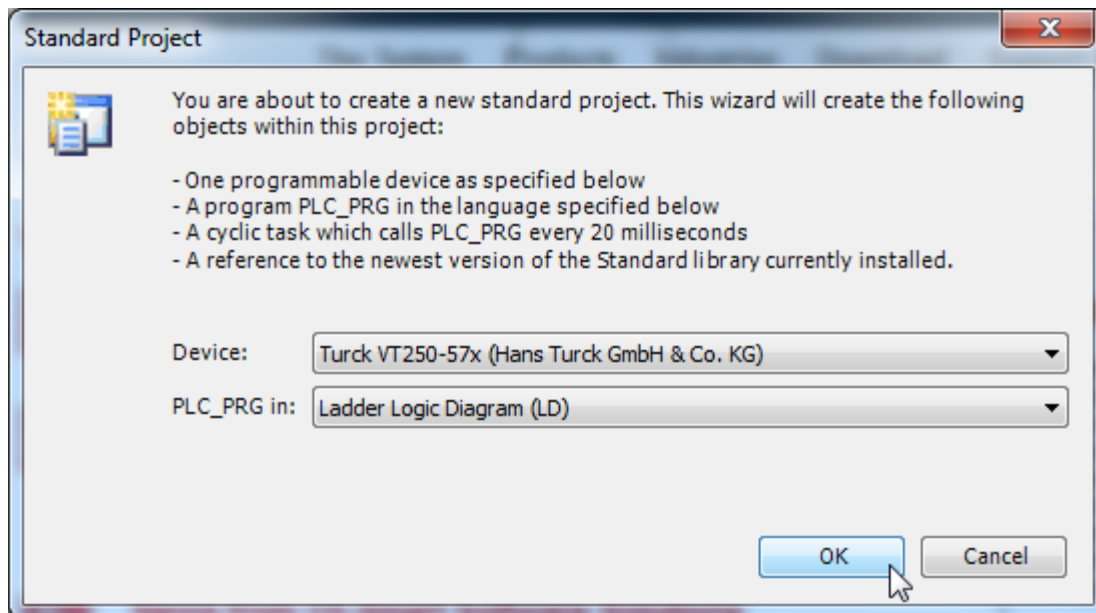 Standard Project
You are about to create a new standard project. This wizard will create the following
objects within this project:
- One programmable device as specified below
- A program PLC_PRG in the language specified below
- A cyclic task which calls PLC_PRG every 20 milliseconds
- A reference to the newest version of the Standard library currently installed.
Device: Turck VT250-57x (Hans Turck GmbH & Co. KG)
PLC_PRG in: Ladder Logic Diagram (LD)
OK Cancel